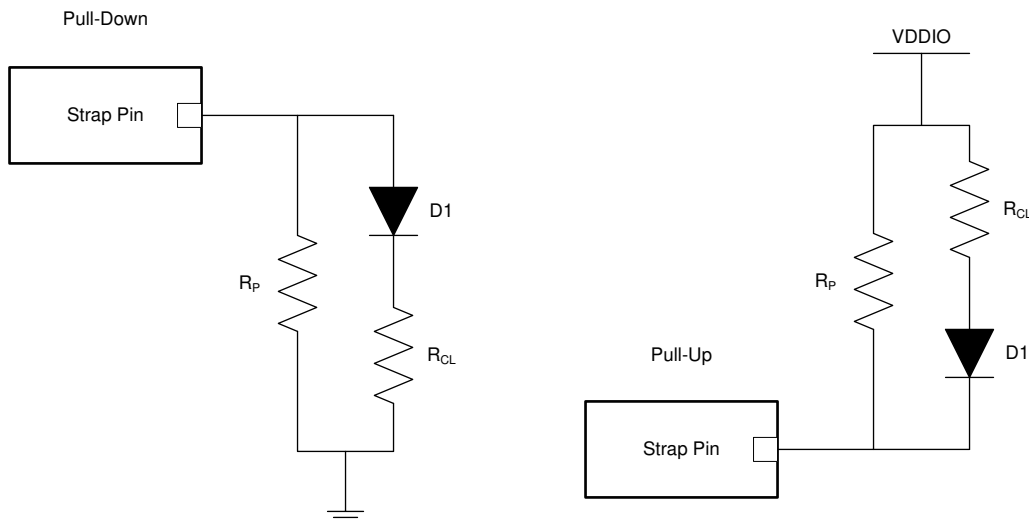 Pull-Down
Strap Pin
D1
RP
RCL
VDDIO
RCL
RP
D1
Pull-Up
Strap Pin